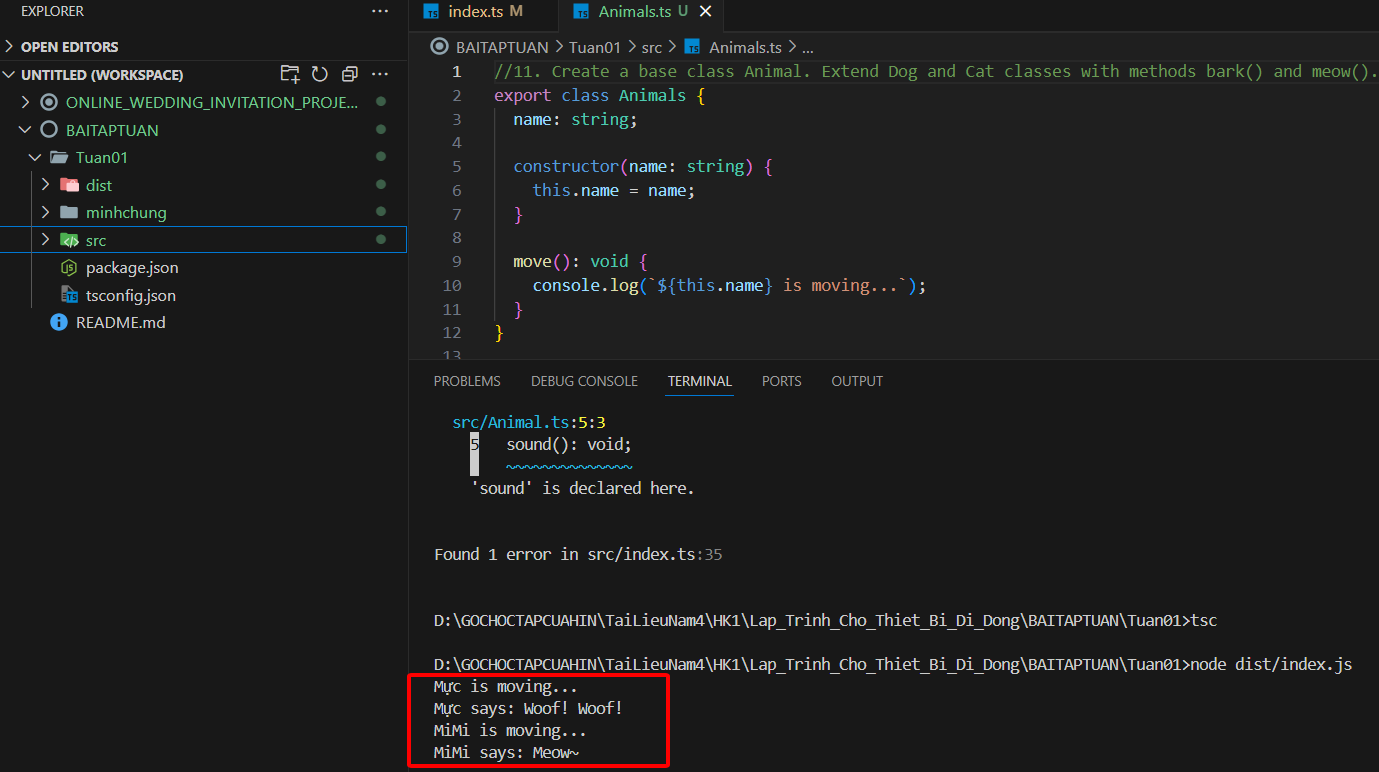 EXPLORER
OPEN EDITORS
UNTITLED (WORKSPACE)
ONLINE_WEDDING_INVITATION_PROJE...
BAITAPTUAN
Tuan01
dist
minhchung
src
package.json
tsconfig.json
README.md
index.ts M
Animals.ts U
BAITAPTUAN > Tuan01 > src > Animals.ts > ...
1 //11. Create a base class Animal. Extend Dog and Cat classes with methods bark() and meow().
2 export class Animals {
3 name: string;
4
5 constructor(name: string) {
6 this.name = name;
7 }
8
9 move(): void {
10 console.log(`${this.name} is moving...`);
11 }
12 }
13
PROBLEMS DEBUG CONSOLE TERMINAL PORTS OUTPUT
src/Animal.ts:5:3
5 sound(): void;
~~~~~~~~~~~~~~
'sound' is declared here.
Found 1 error in src/index.ts:35
D:\GOCHOCTAPCUAHIN\TaiLieuNam4\HK1\Lap_Trinh_Cho_Thiet_Bi_Di_Dong\BAITAPTUAN\Tuan01>tsc
D:\GOCHOCTAPCUAHIN\TaiLieuNam4\HK1\Lap_Trinh_Cho_Thiet_Bi_Di_Dong\BAITAPTUAN\Tuan01>node dist/index.js
Mực is moving...
Mực says: Woof! Woof!
MiMi is moving...
MiMi says: Meow~